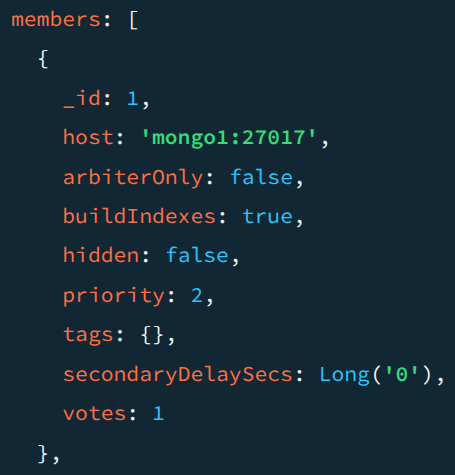 members: [
{
_id: 1,
host: 'mongo1:27017',
arbiterOnly: false,
buildIndexes: true,
hidden: false,
priority: 2,
tags: {},
secondaryDelaySecs: Long('0'),
votes: 1
},